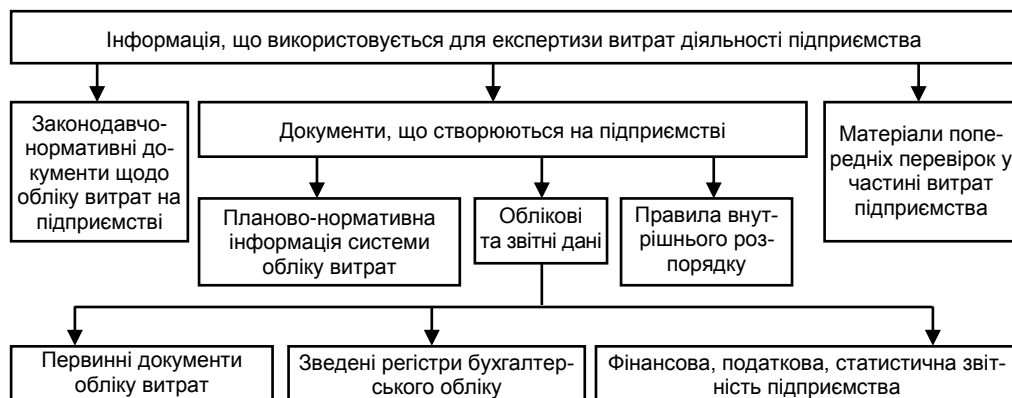 Інформація, що використовується для експертизи витрат діяльності підприємства
Законодавчо-
нормативні до-
кументи щодо
обліку витрат на
підприємстві
Документи, що створюються на підприємстві
Матеріали попе-
редніх перевірок у
частині витрат
підприємства
Планово-нормативна
інформація системи
обліку витрат
Облікові
та звітні дані
Правила внут-
рішнього роз-
порядку
Первинні документи
обліку витрат
Зведені регістри бухгалтер-
ського обліку
Фінансова, податкова, статистична звіт-
ність підприємства